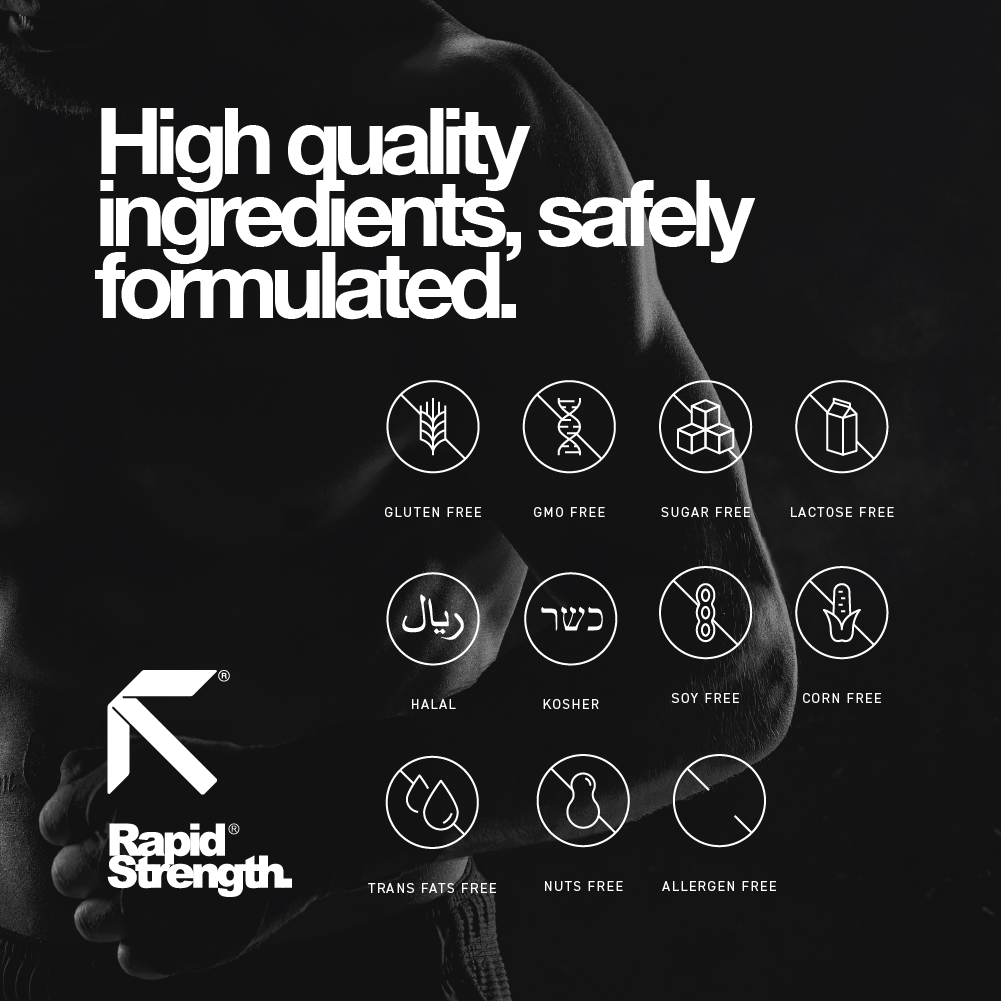 High quality
ingredients, safely
formulated.
GLUTEN FREE
GMO FREE
SUGAR FREE
LACTOSE FREE
ريال
כשר
HALAL
KOSHER
SOY FREE
CORN FREE
®
Rapid®
Strength.
TRANS FATS FREE
NUTS FREE
ALLERGEN FREE